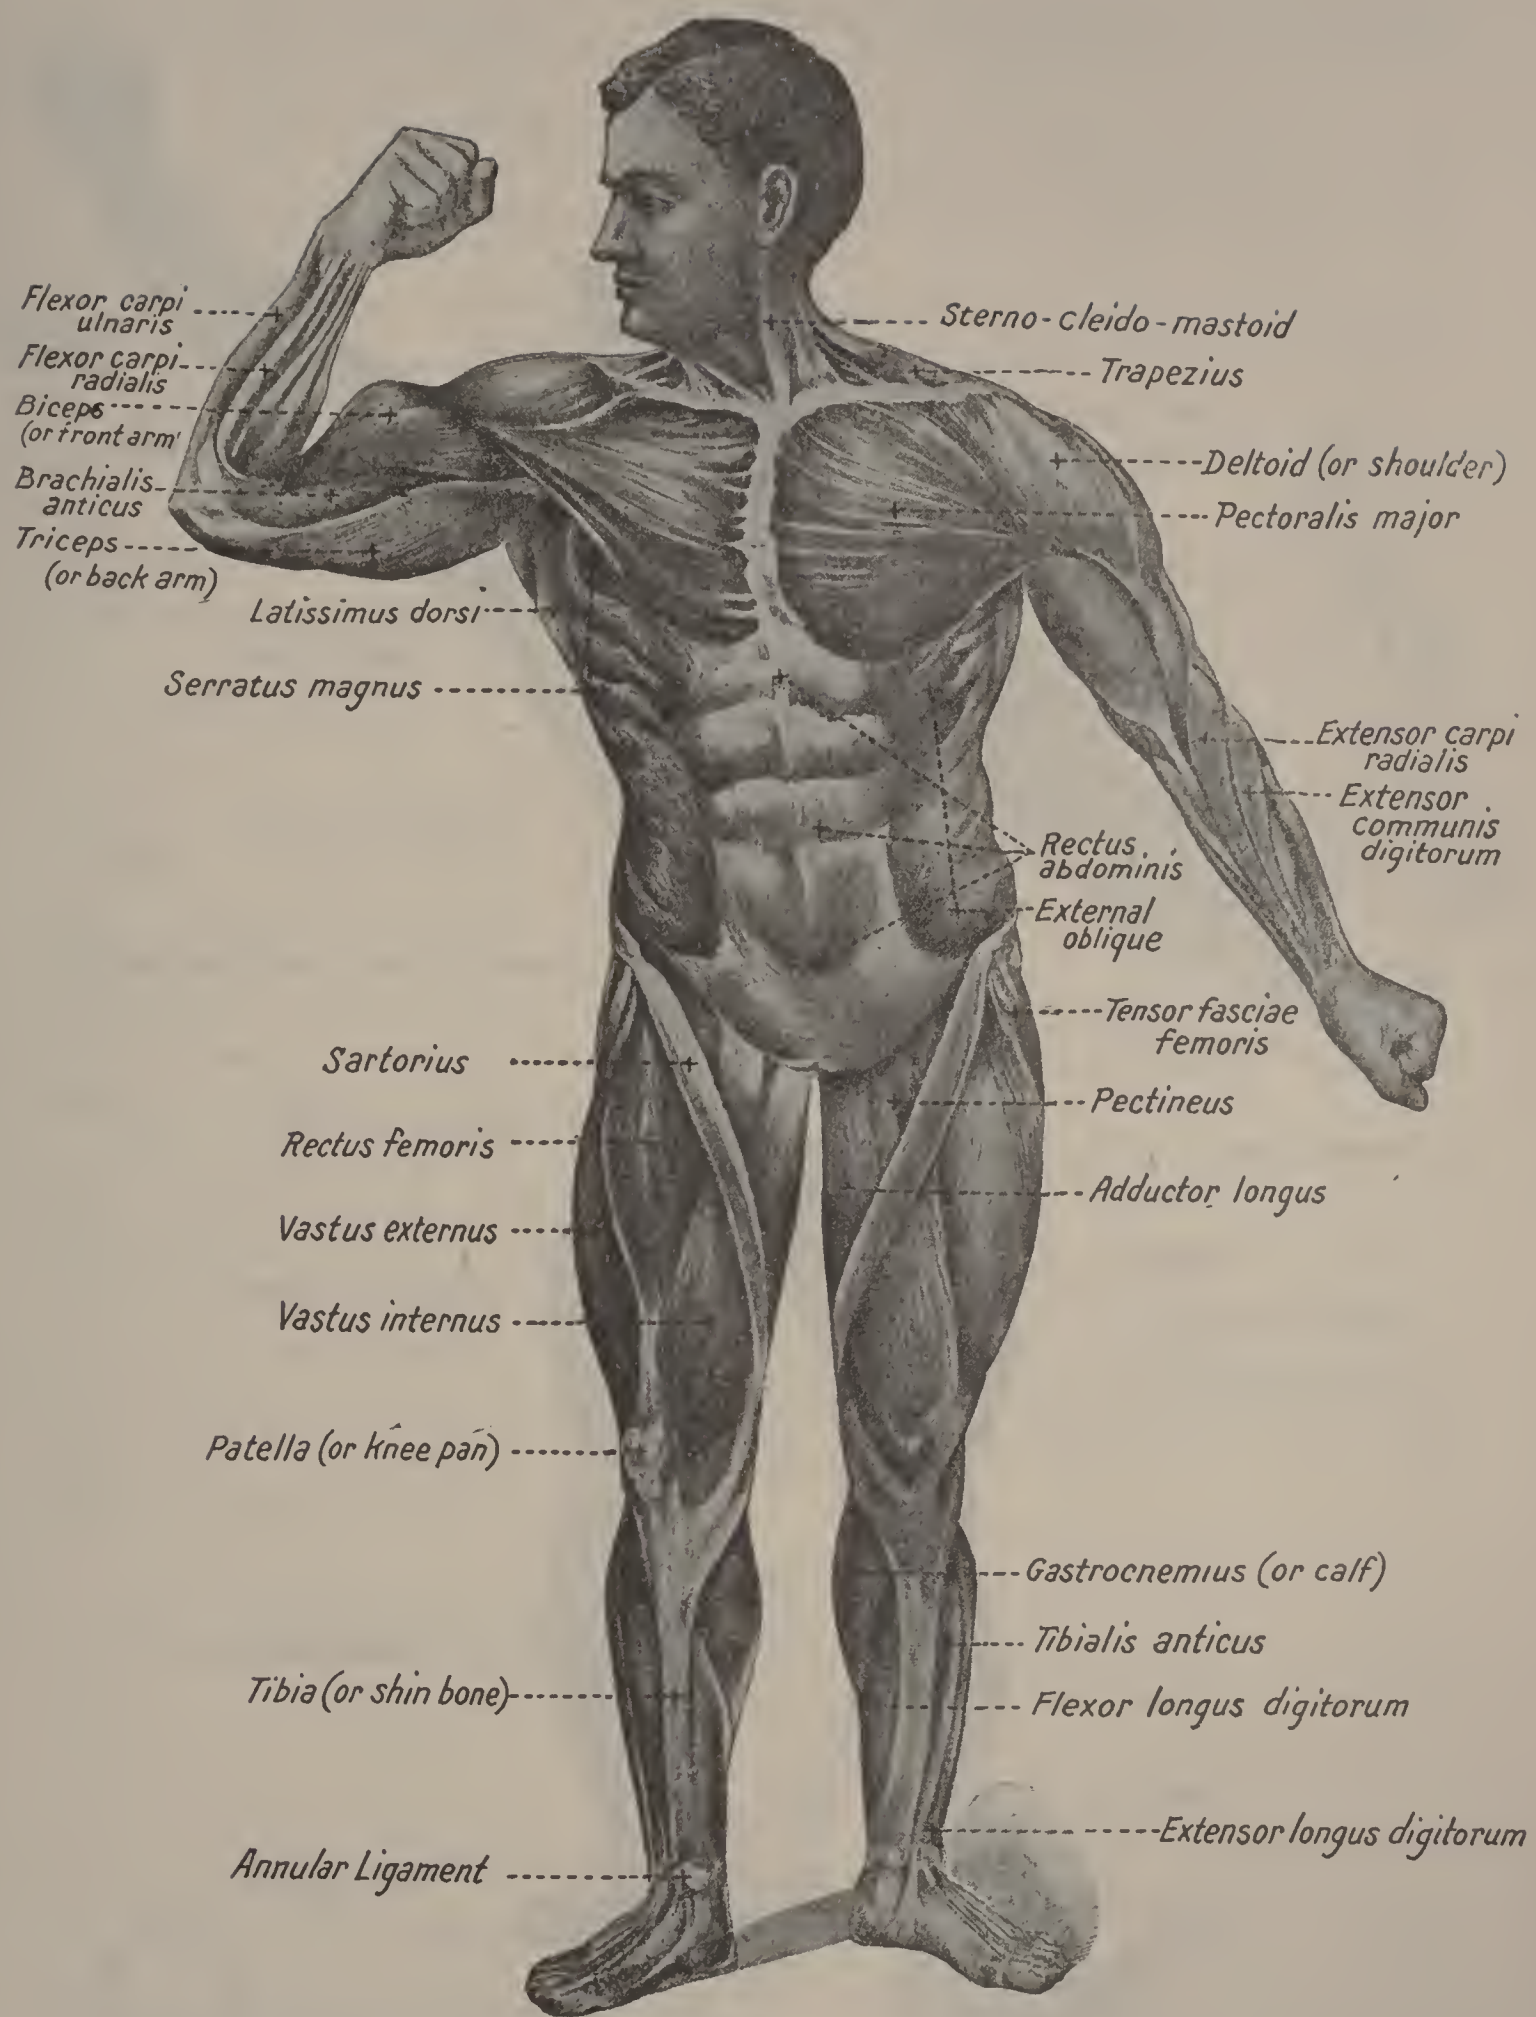 Flexor carpi
ulnaris
Flexor carpi
radialis
Biceps
(or front arm)
Brachialis
anticus
Triceps
(or back arm)
Latissimus dorsi
Serratus magnus
Sartorius
Rectus femoris
Vastus externus
Vastus internus
Patella (or knee pan)
Tibia (or shin bone)
Annular Ligament
Sterno-cleido-mastoid
Trapezius
Deltoid (or shoulder)
Pectoralis major
Extensor carpi
radialis
Extensor
communis
digitorum
Rectus
abdominis
External
oblique
Tensor fasciae
femoris
Pectineus
Adductor longus
Gastrocnemius (or calf)
Tibialis anticus
Flexor longus digitorum
Extensor longus digitorum